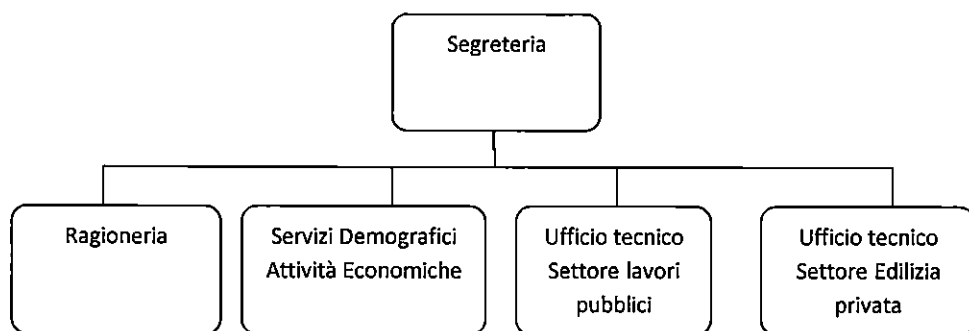 Segreteria
Ragioneria
Servizi Demografici
Attività Economiche
Ufficio tecnico
Settore lavori
pubblici
Ufficio tecnico
Settore Edilizia
privata